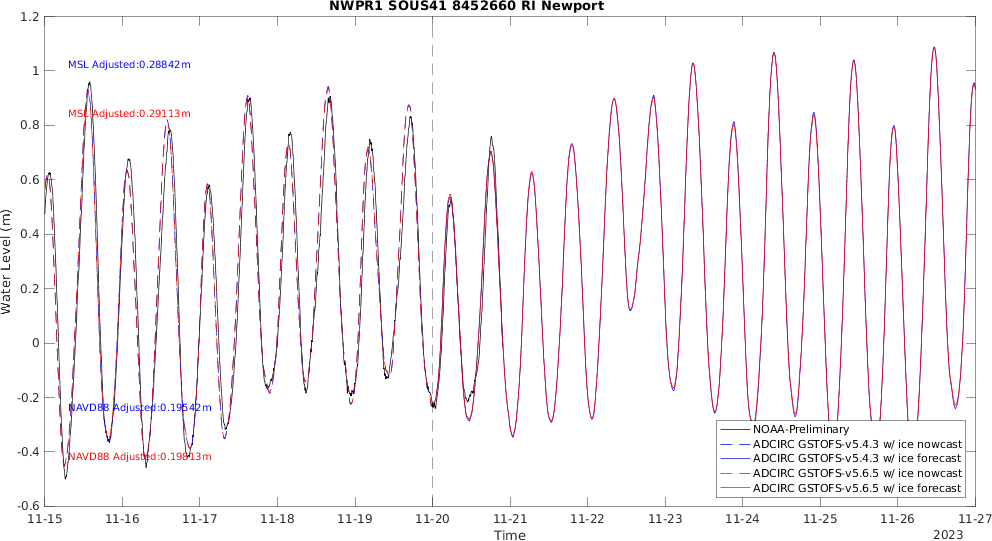 NWPR1 SOUS41 8452660 RI Newport
1.2
1
0.8
0.6
0.4
0.2
0
-0.2
-0.4
-0.6
Water Level (m)
MSL Adjusted:0.28842m
MSL Adjusted:0.29113m
NAVD88 Adjusted:0.19542m
NAVD88 Adjusted:0.19813m
NOAA-Preliminary
ADCIRC GSTOFS-v5.4.3 w/ ice nowcast
ADCIRC GSTOFS-v5.4.3 w/ ice forecast
ADCIRC GSTOFS-v5.6.5 w/ ice nowcast
ADCIRC GSTOFS-v5.6.5 w/ ice forecast
11-15 11-16 11-17 11-18 11-19 11-20 11-21 11-22 11-23 11-24 11-25 11-26 11-27
Time
2023